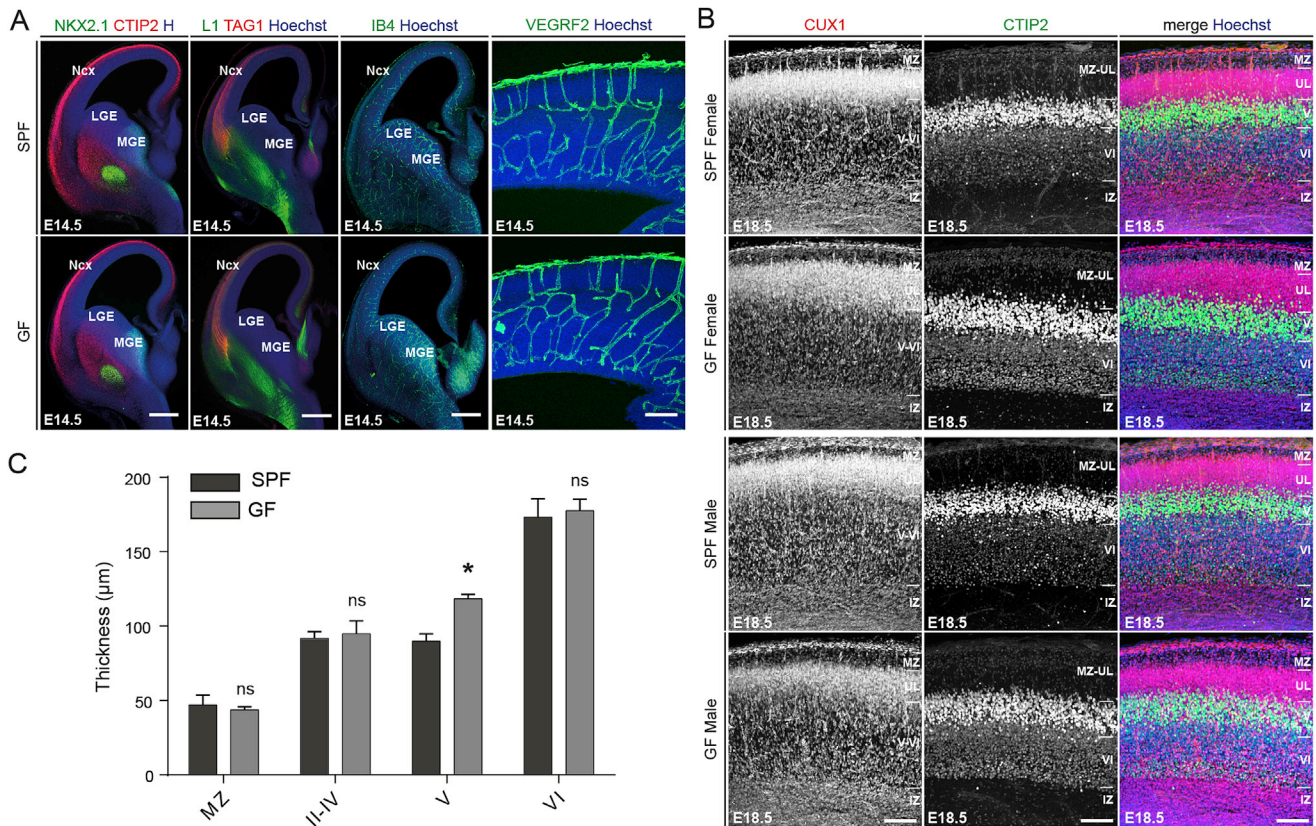 A
NKX2.1 CTIP2 H
L1 TAG1 Hoechst
IB4 Hoechst
VEGRF2 Hoechst
SPF
Ncx
LGE
MGE
E14.5
Ncx
LGE
MGE
E14.5
Ncx
LGE
MGE
E14.5
E14.5
GF
Ncx
LGE
MGE
E14.5
Ncx
LGE
MGE
E14.5
Ncx
LGE
MGE
E14.5
E14.5
B
CUX1
CTIP2
merge Hoechst
SPF Female
MZ
UL
V-VI
IZ
E18.5
MZ-UL
V
VI
IZ
E18.5
MZ
UL
V
VI
IZ
E18.5
GF Female
MZ
UL
V-VI
IZ
E18.5
MZ-UL
V
VI
IZ
E18.5
MZ
UL
V
VI
IZ
E18.5
SPF Male
MZ
UL
V-VI
IZ
E18.5
MZ-UL
V
VI
IZ
E18.5
MZ
UL
V
VI
IZ
E18.5
GF Male
MZ
UL
V-VI
IZ
E18.5
MZ-UL
V
VI
IZ
E18.5
MZ
UL
V
VI
IZ
E18.5
C
SPF
GF
Thickness (µm)
200
150
100
50
0
ns
ns
*
ns
MZ
II-IV
V
VI